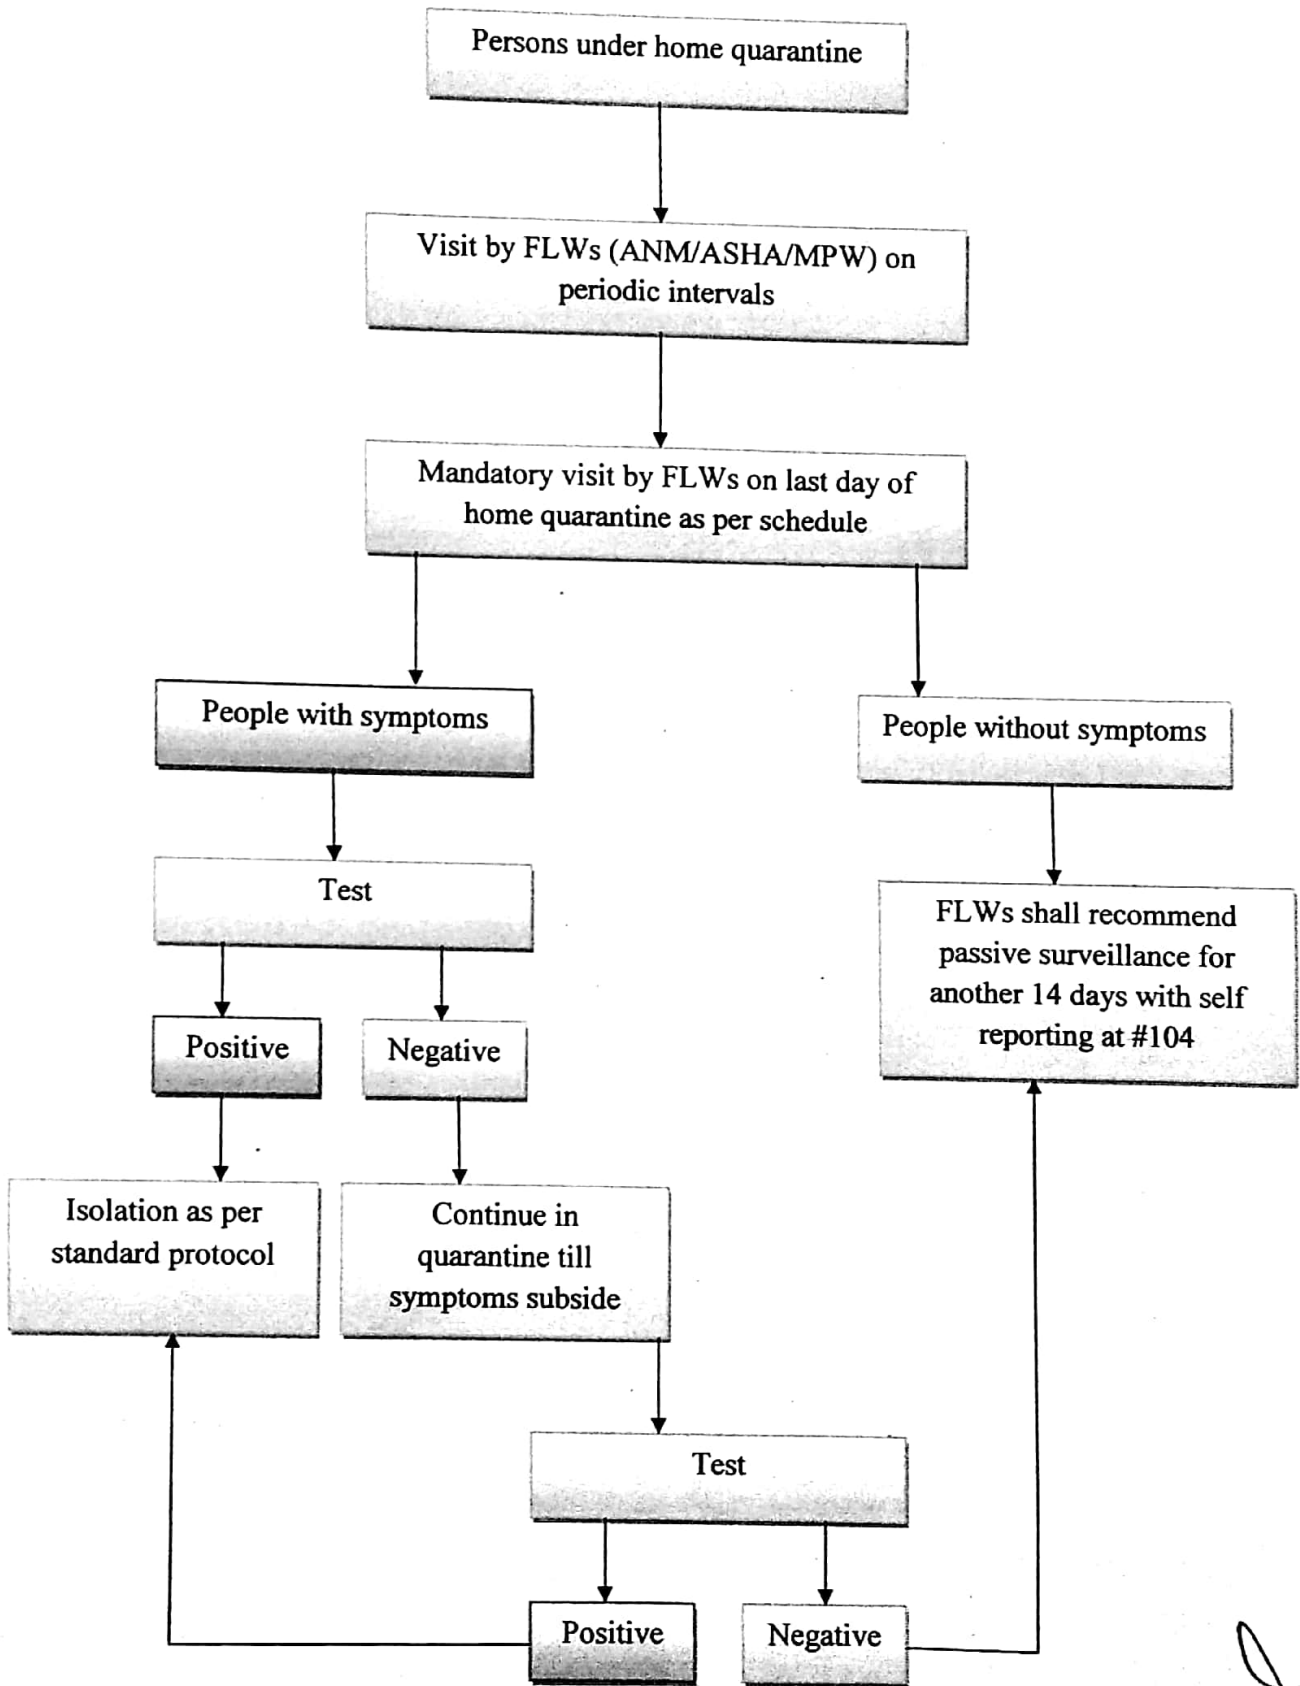 Persons under home quarantine
Visit by FLWs (ANM/ASHA/MPW) on
periodic intervals
Mandatory visit by FLWs on last day of
home quarantine as per schedule
People with symptoms
People without symptoms
Test
FLWs shall recommend
passive surveillance for
another 14 days with self
reporting at #104
Positive
Negative
Isolation as per
standard protocol
Continue in
quarantine till
symptoms subside
Test
Positive
Negative